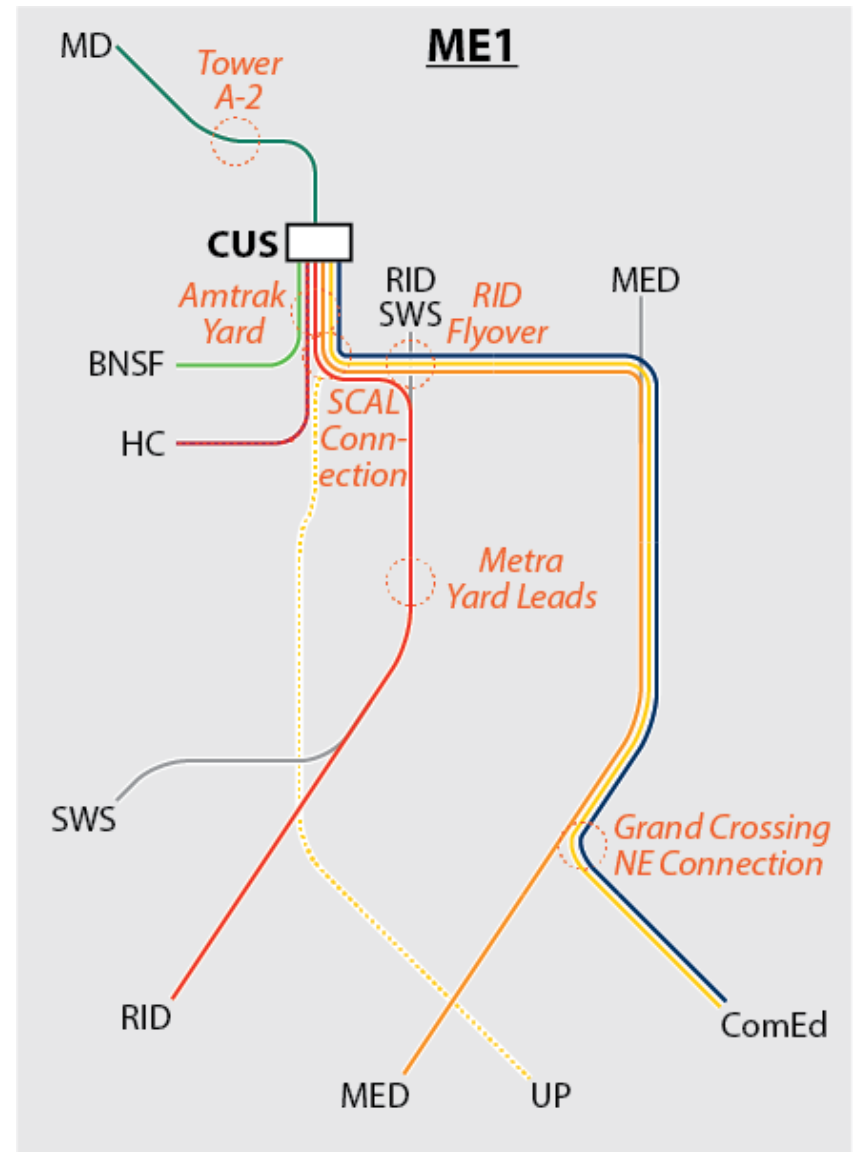 ME1
MD
Tower
A-2
CUS
Amtrak
Yard
RID
SWS
RID
Flyover
MED
BNSF
HC
SCAL
Conn-
ection
Metra
Yard Leads
SWS
Grand Crossing
NE Connection
RID
ComEd
MED
UP